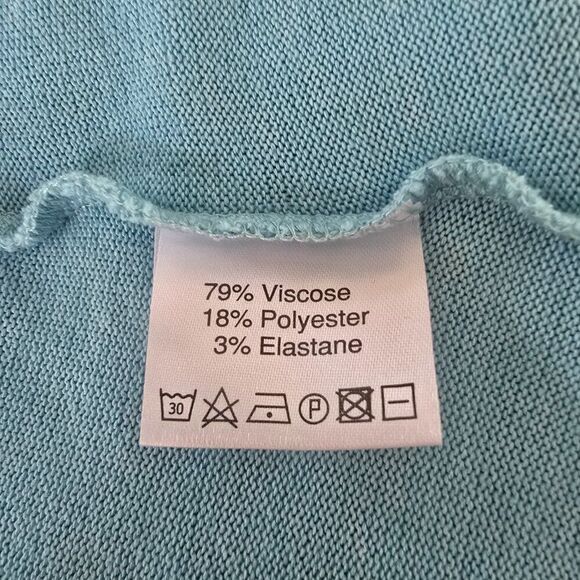 79% Viscose
18% Polyester
3% Elastane
30 P